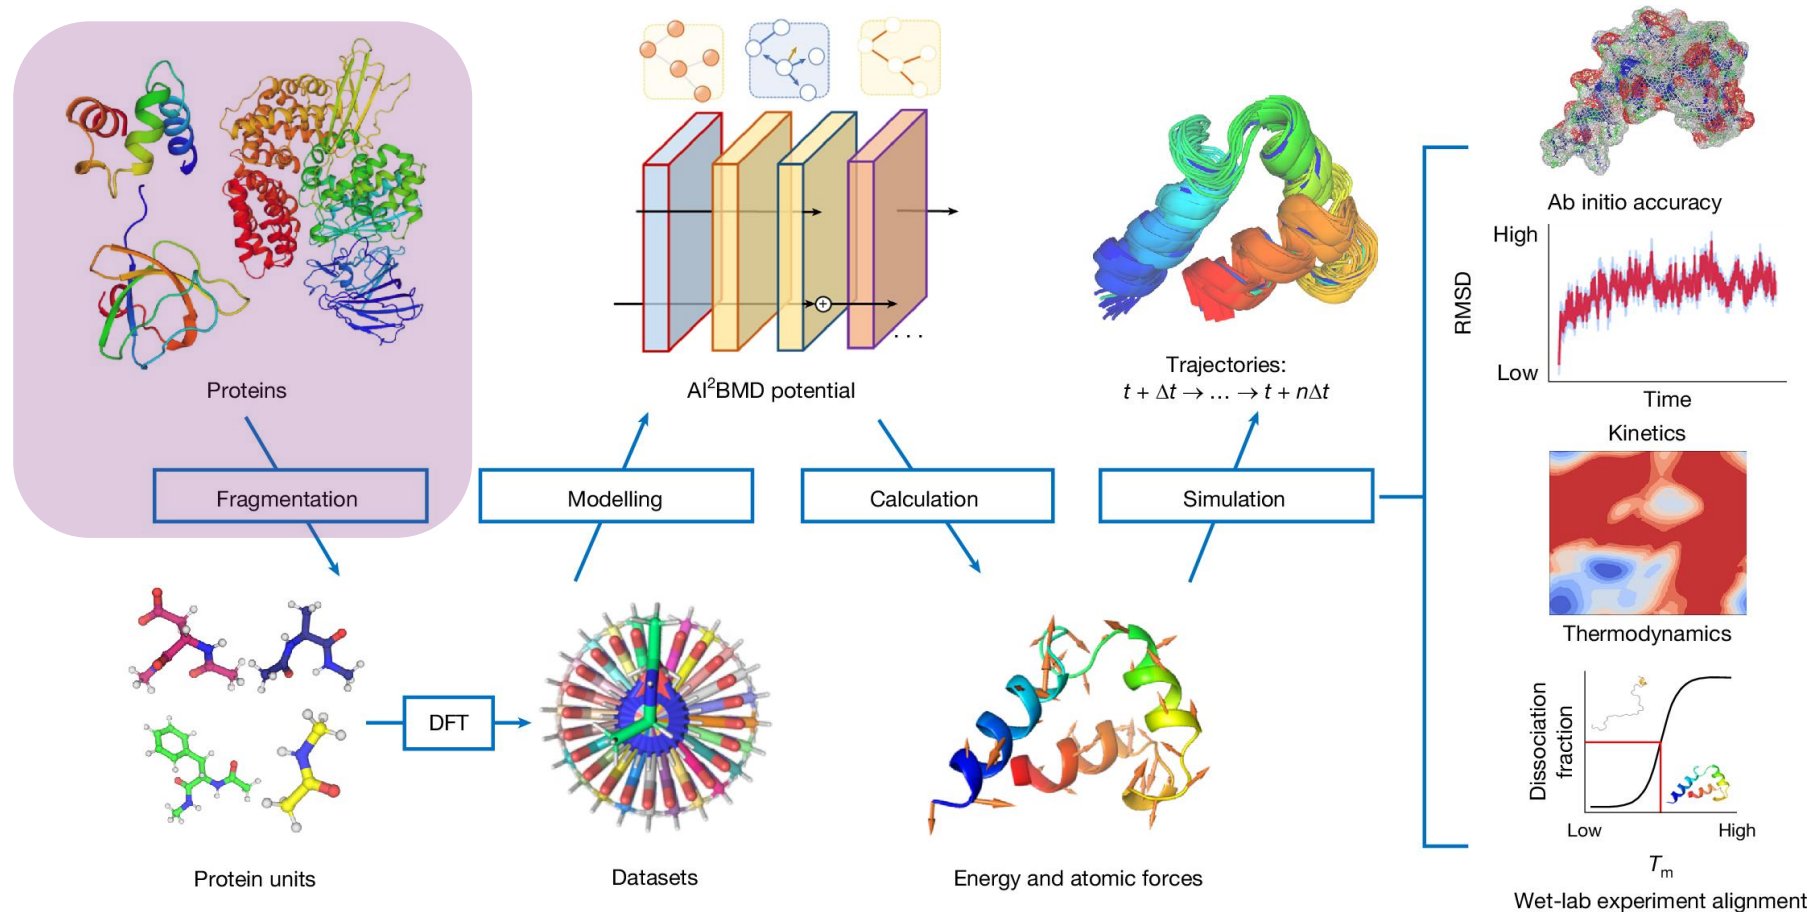 Proteins
Fragmentation
Protein units
DFT
Datasets
Modelling
AI²BMD potential
. . .
Calculation
Energy and atomic forces
Simulation
Trajectories:
t + Δt → … → t + nΔt
Ab initio accuracy
High
RMSD
Low
Time
Kinetics
Thermodynamics
Dissociation
fraction
Low
High
Tm
Wet-lab experiment alignment